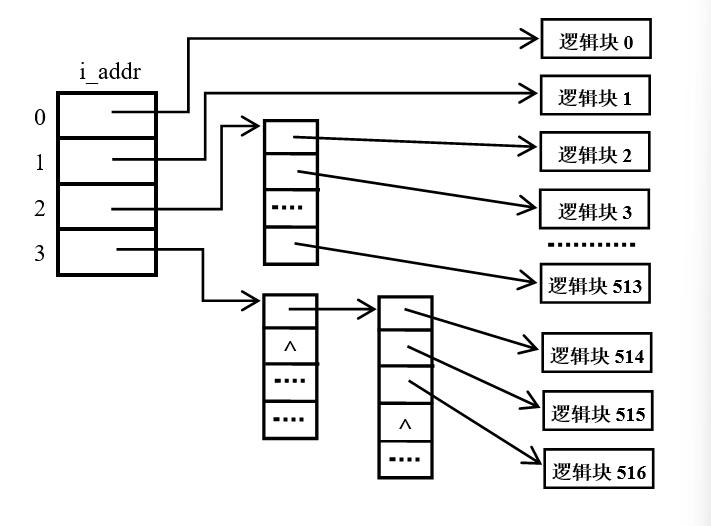 i_addr
0
1
2
3
^
^
逻辑块 0
逻辑块 1
逻辑块 2
逻辑块 3
逻辑块 513
逻辑块 514
逻辑块 515
逻辑块 516